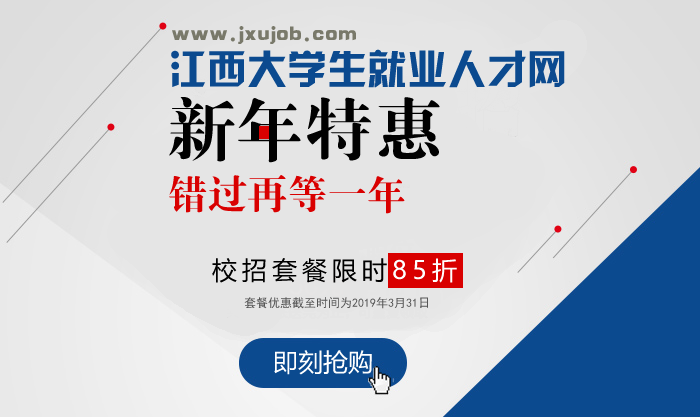 www.jxujob.com
江西大学生就业人才网
新年特惠
错过再等一年
校招套餐限时85折
套餐优惠截至时间为2019年3月31日
即刻抢购